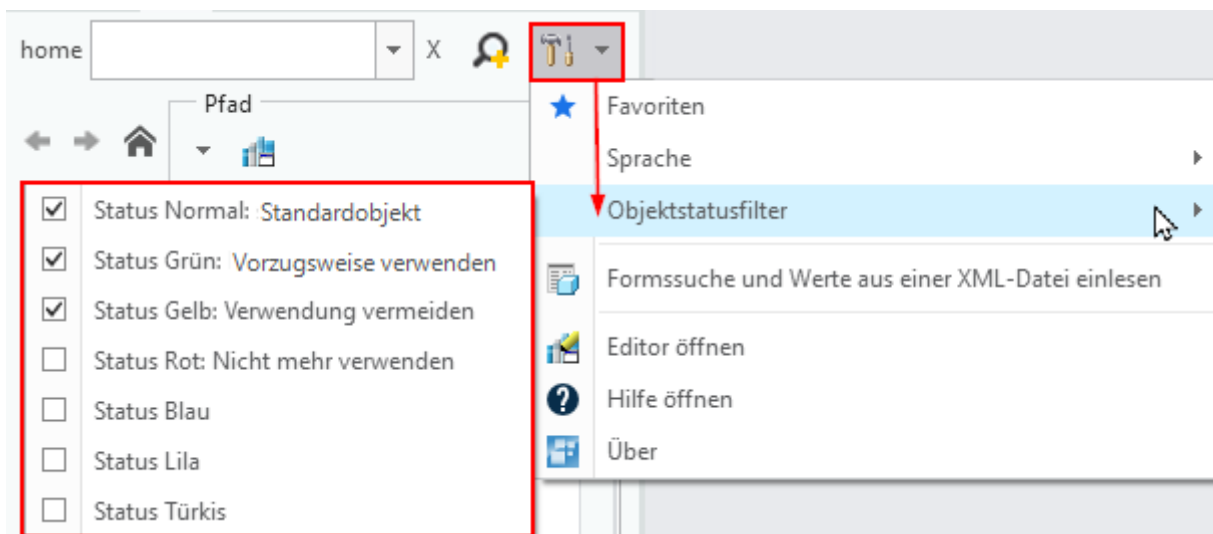 home
X
Pfad
Favoriten
Sprache
Objektstatusfilter
Formssuche und Werte aus einer XML-Datei einlesen
Editor öffnen
Hilfe öffnen
Über
Status Normal: Standardobjekt
Status Grün: Vorzugsweise verwenden
Status Gelb: Verwendung vermeiden
Status Rot: Nicht mehr verwenden
Status Blau
Status Lila
Status Türkis